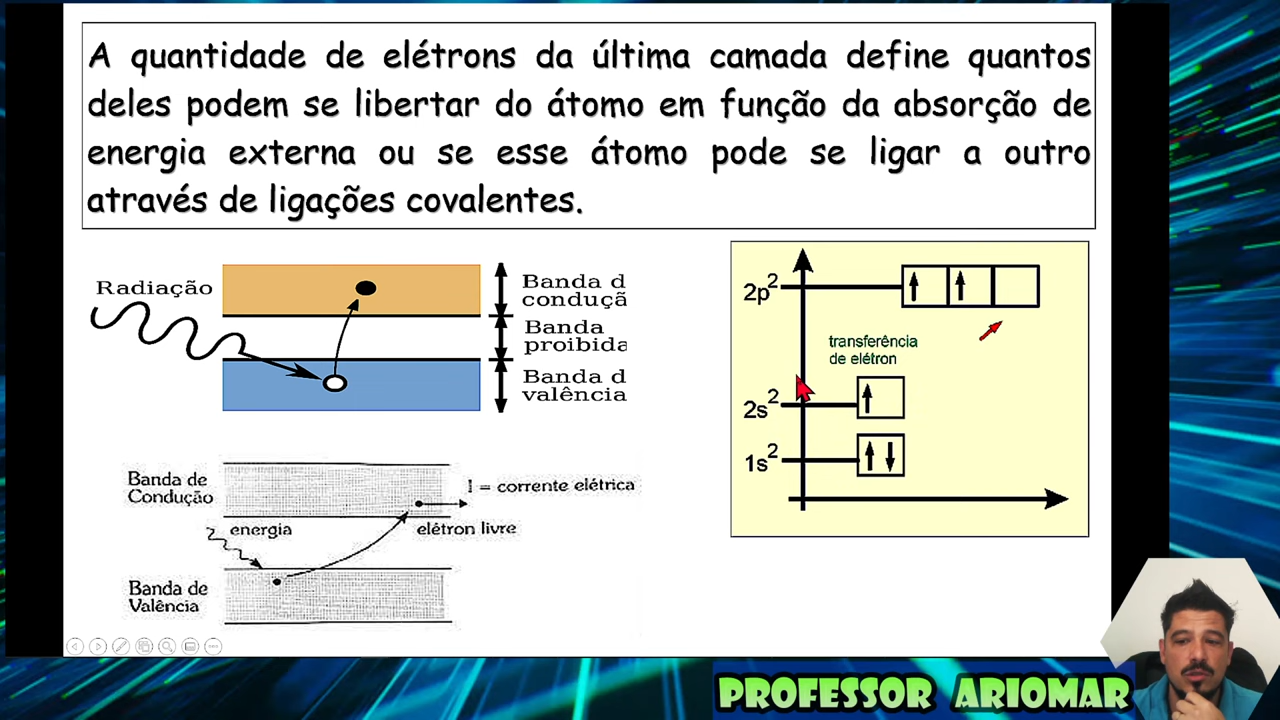 A quantidade de elétrons da última camada define quantos
deles podem se libertar do átomo em função da absorção de
energia externa ou se esse átomo pode se ligar a outro
através de ligações covalentes.
Radiação
Banda d
conduçã
Banda
proibida
Banda d
valência
Banda de
Condução
I = corrente elétrica
energia
elétron livre
Banda de
Valência
2p²
transferência
de elétron
2s²
1s²
PROFESSOR ARIOMAR